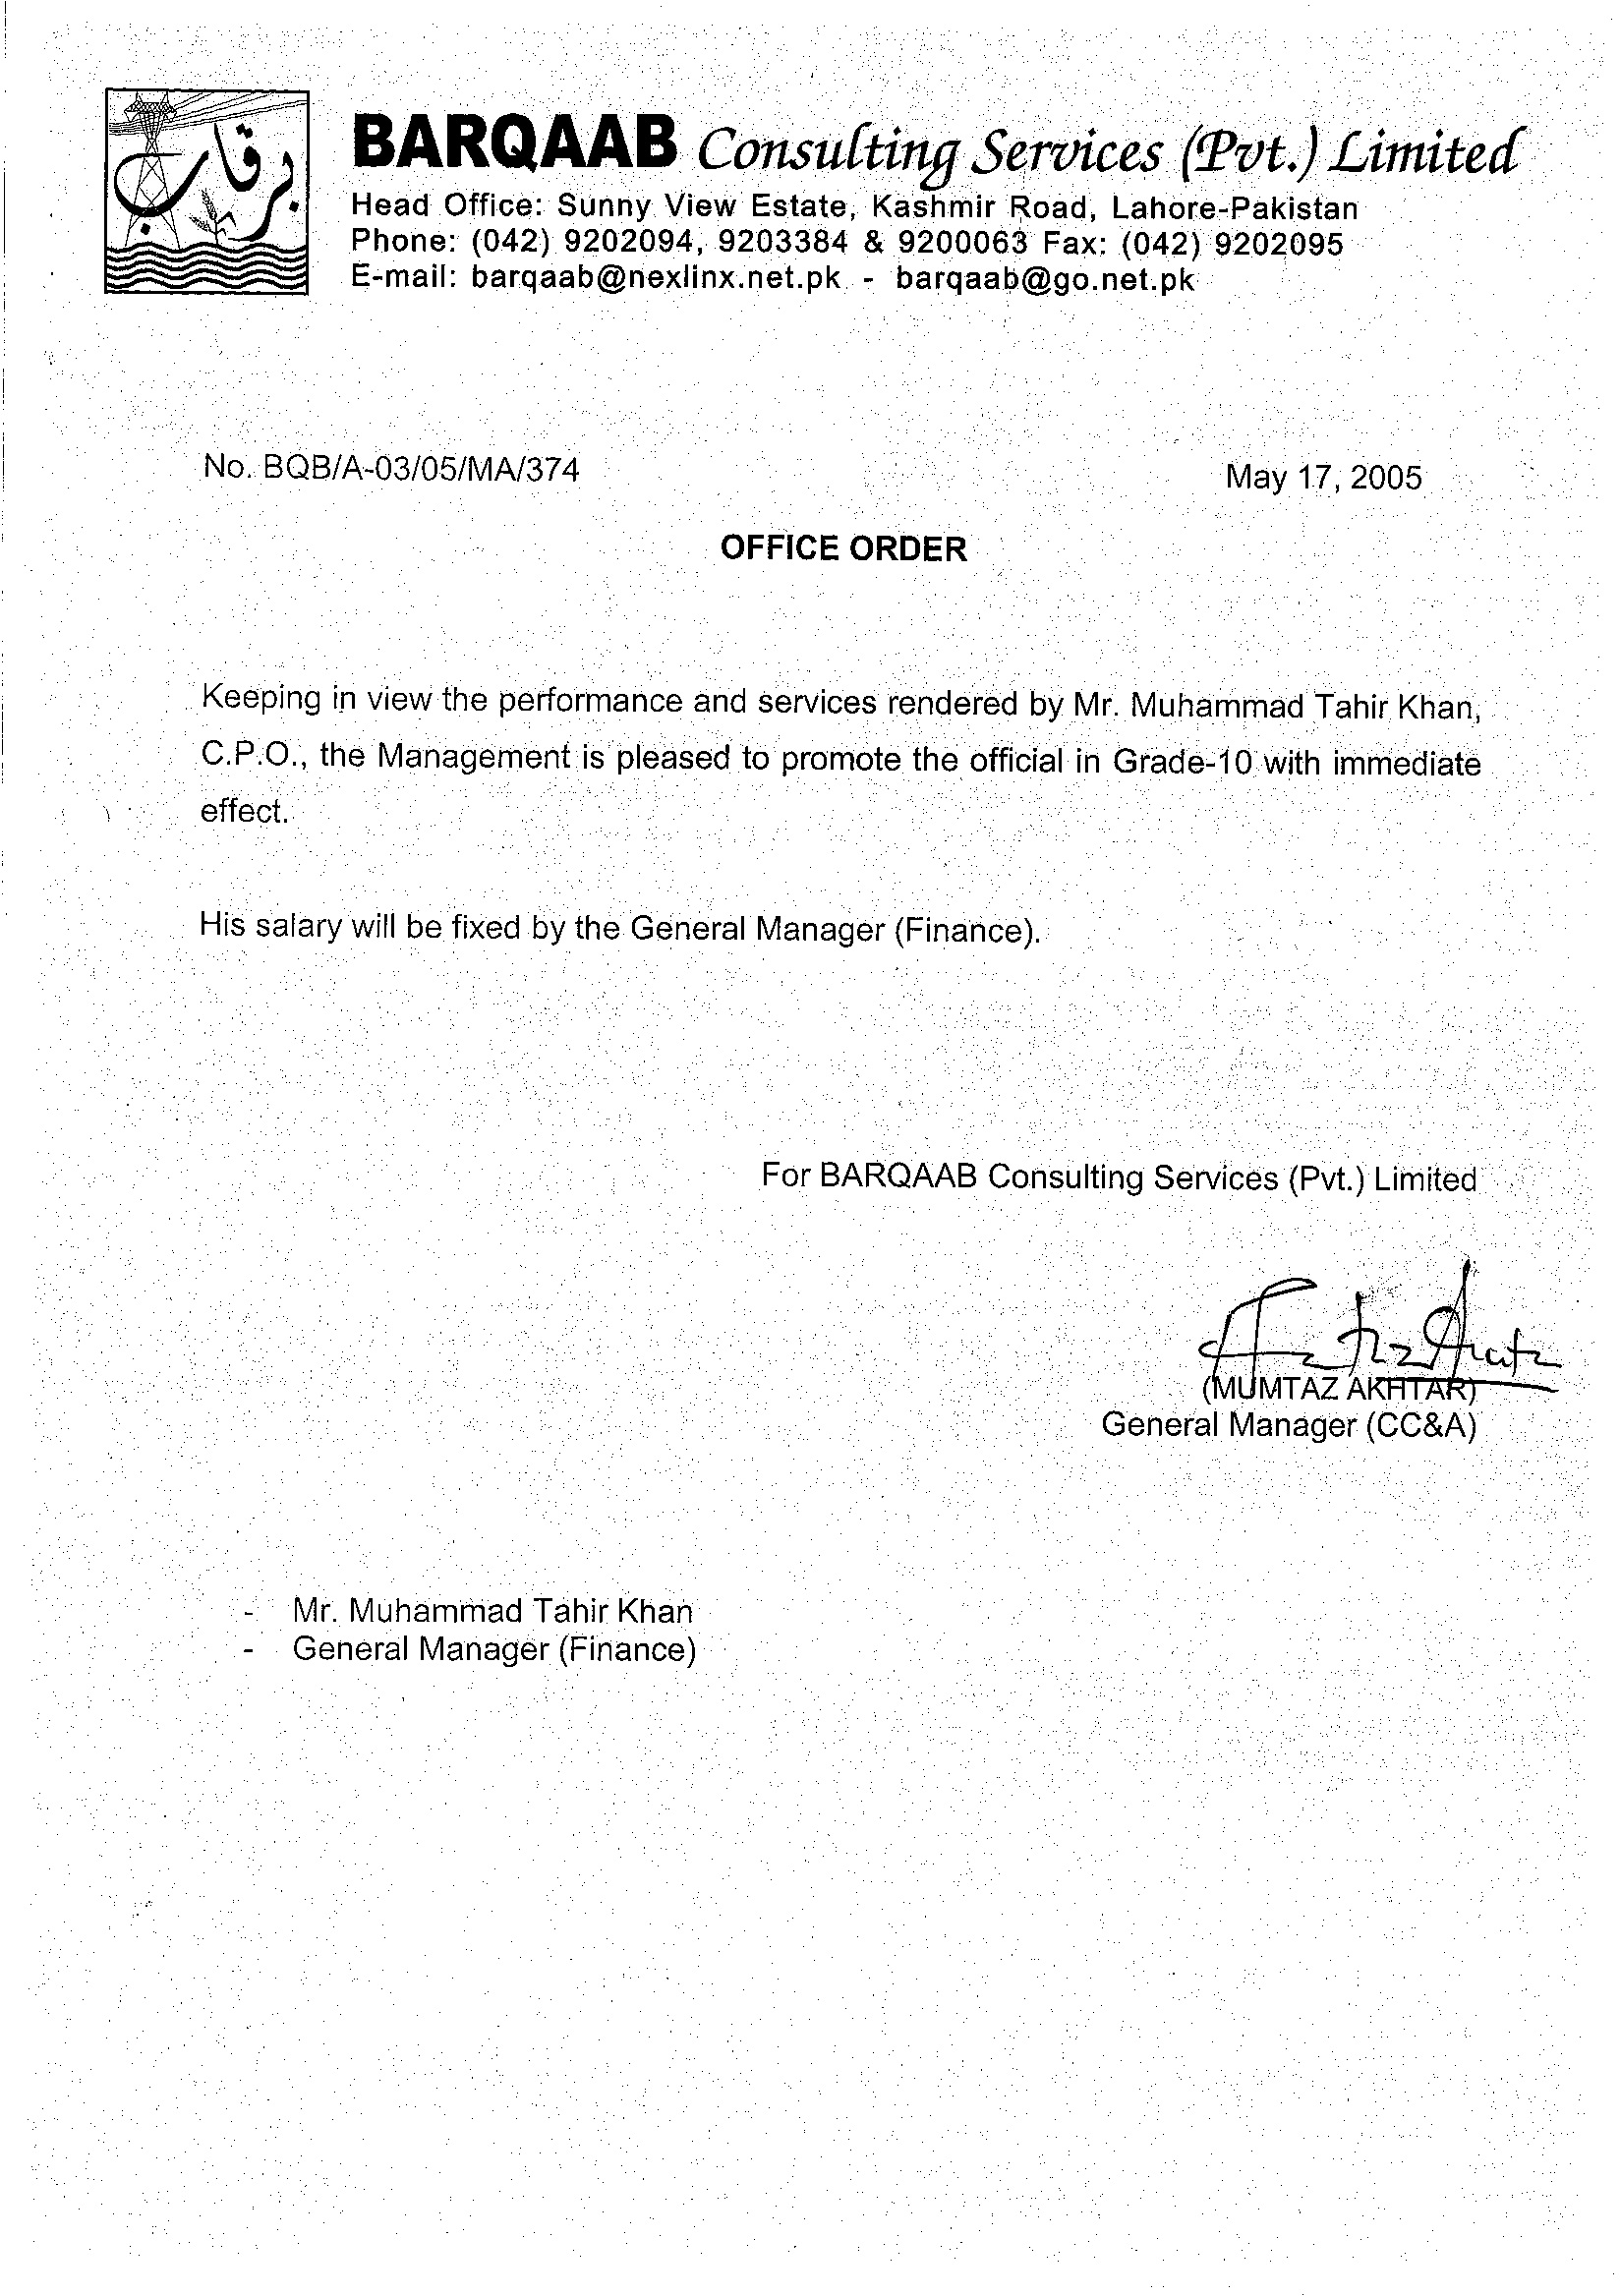 برقاب
BARQAAB Consulting Services (Pvt.) Limited
Head Office: Sunny View Estate, Kashmir Road, Lahore-Pakistan
Phone: (042) 9202094, 9203384 & 9200063 Fax: (042) 9202095
E-mail: barqaab@nexlinx.net.pk - barqaab@go.net.pk
No. BQB/A-03/05/MA/374
May 17, 2005
OFFICE ORDER
Keeping in view the performance and services rendered by Mr. Muhammad Tahir Khan,
C.P.O., the Management is pleased to promote the official in Grade-10 with immediate
effect.
His salary will be fixed by the General Manager (Finance).
For BARQAAB Consulting Services (Pvt.) Limited
(MUMTAZ AKHTAR)
General Manager (CC&A)
- Mr. Muhammad Tahir Khan
- General Manager (Finance)